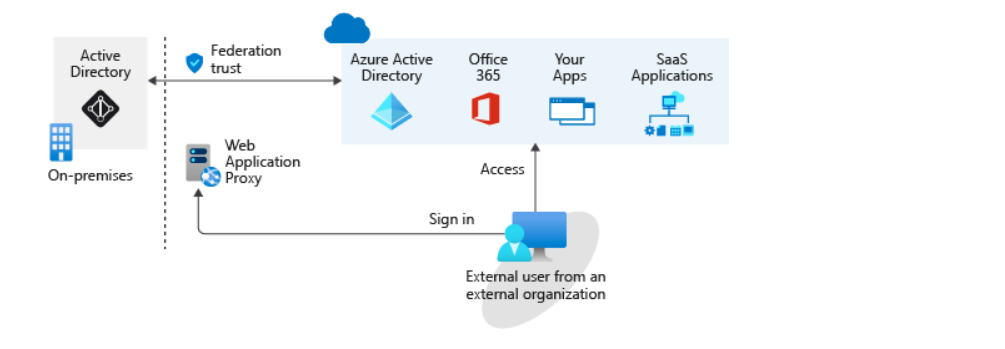 Active
Directory
On-premises
Federation
trust
Web
Application
Proxy
Azure Active
Directory
Office
365
Your
Apps
SaaS
Applications
Access
Sign in
External user from an
external organization